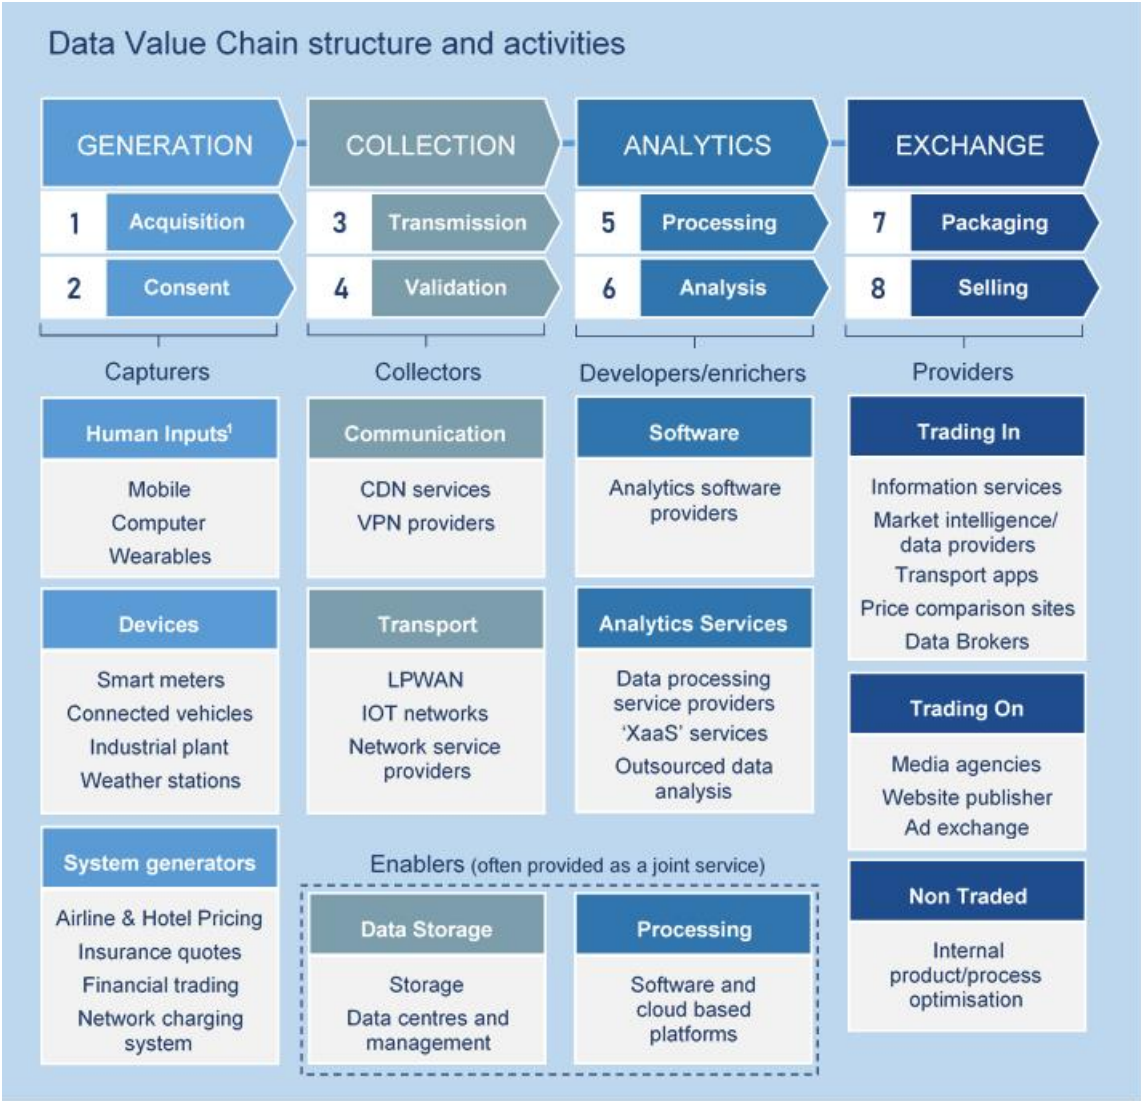 Data Value Chain structure and activities
GENERATION
COLLECTION
ANALYTICS
EXCHANGE
1 Acquisition
3 Transmission
5 Processing
7 Packaging
2 Consent
4 Validation
6 Analysis
8 Selling
Capturers
Collectors
Developers/enrichers
Providers
Human Inputs¹
Mobile
Computer
Wearables
Devices
Smart meters
Connected vehicles
Industrial plant
Weather stations
System generators
Airline & Hotel Pricing
Insurance quotes
Financial trading
Network charging
system
Communication
CDN services
VPN providers
Transport
LPWAN
IOT networks
Network service
providers
Software
Analytics software
providers
Analytics Services
Data processing
service providers
'XaaS' services
Outsourced data
analysis
Enablers (often provided as a joint service)
Data Storage
Storage
Data centres and
management
Processing
Software and
cloud based
platforms
Trading In
Information services
Market intelligence/
data providers
Transport apps
Price comparison sites
Data Brokers
Trading On
Media agencies
Website publisher
Ad exchange
Non Traded
Internal
product/process
optimisation